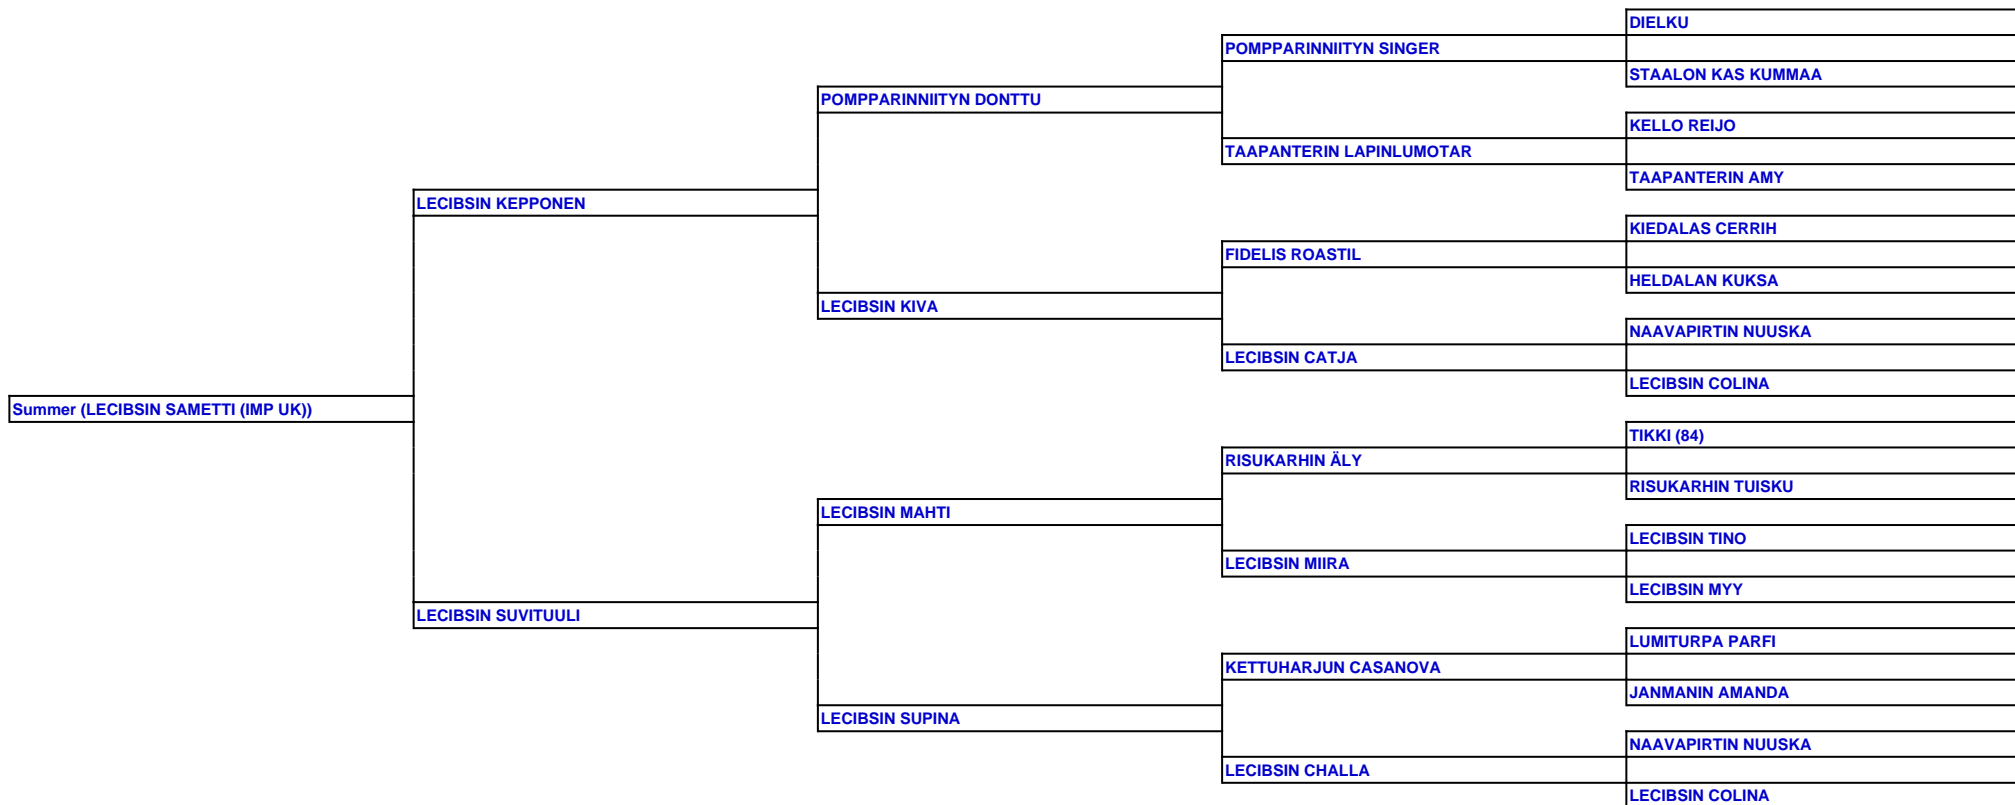 DIELKU
POMPPARINNIITYN SINGER
STAALON KAS KUMMAA
POMPPARINNIITYN DONTTU
KELLO REIJO
TAAPANTERIN LAPINLUMOTAR
TAAPANTERIN AMY
LECIBSIN KEPPONEN
KIEDALAS CERRIH
FIDELIS ROASTIL
HELDALAN KUKSA
LECIBSIN KIVA
NAAVAPIRTIN NUUSKA
LECIBSIN CATJA
LECIBSIN COLINA
Summer (LECIBSIN SAMETTI (IMP UK))
TIKKI (84)
RISUKARHIN ÄLY
RISUKARHIN TUISKU
LECIBSIN MAHTI
LECIBSIN TINO
LECIBSIN MIIRA
LECIBSIN MYY
LECIBSIN SUVITUULI
LUMITURPA PARFI
KETTUHARJUN CASANOVA
JANMANIN AMANDA
LECIBSIN SUPINA
NAAVAPIRTIN NUUSKA
LECIBSIN CHALLA
LECIBSIN COLINA